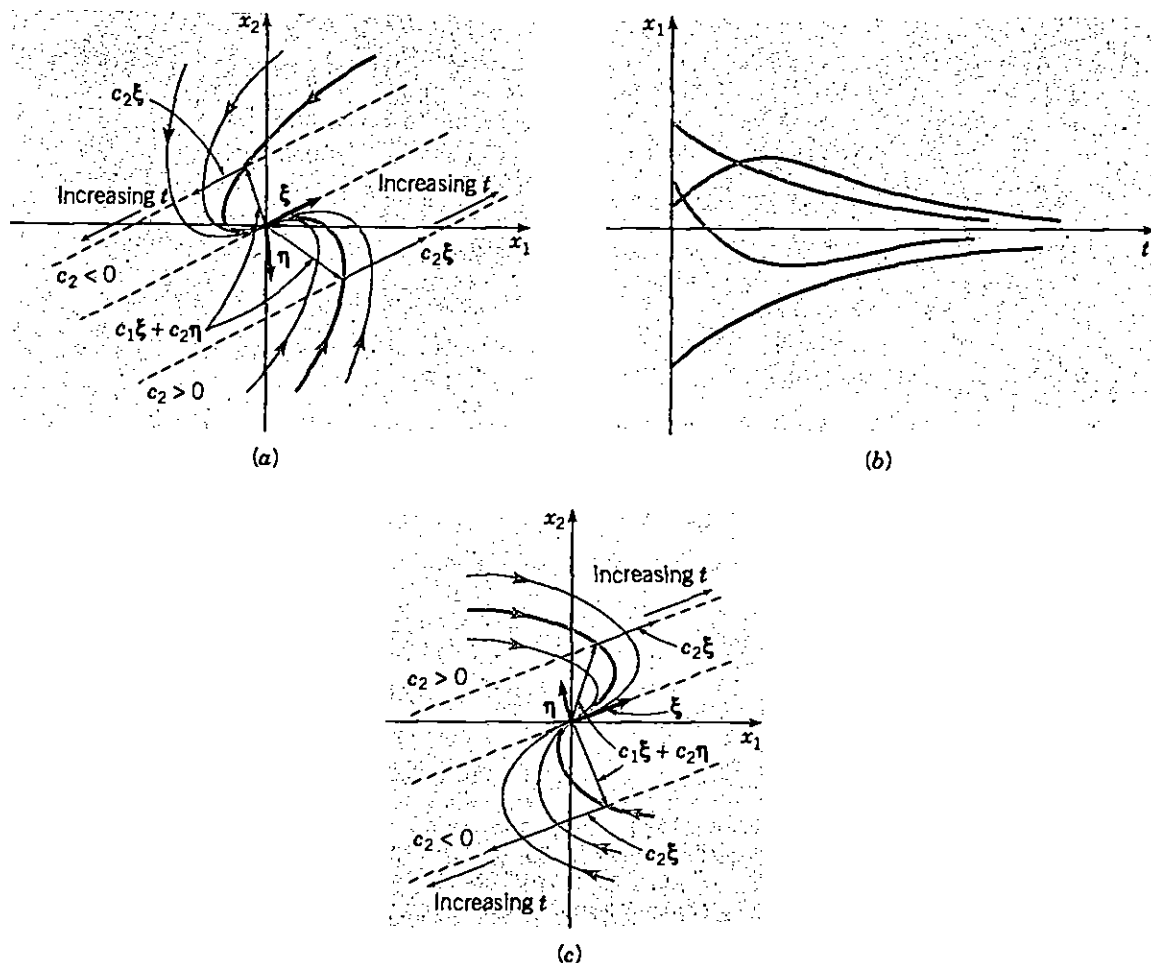 x₂
c₂ξ
Increasing t
ξ
Increasing t
x₁
c₂ξ
η
c₂ < 0
c₁ξ + c₂η
c₂ > 0
(a)
x₁
t
(b)
x₂
Increasing t
c₂ξ
c₂ > 0
η
ξ
x₁
c₁ξ + c₂η
c₂ < 0
c₂ξ
Increasing t
(c)